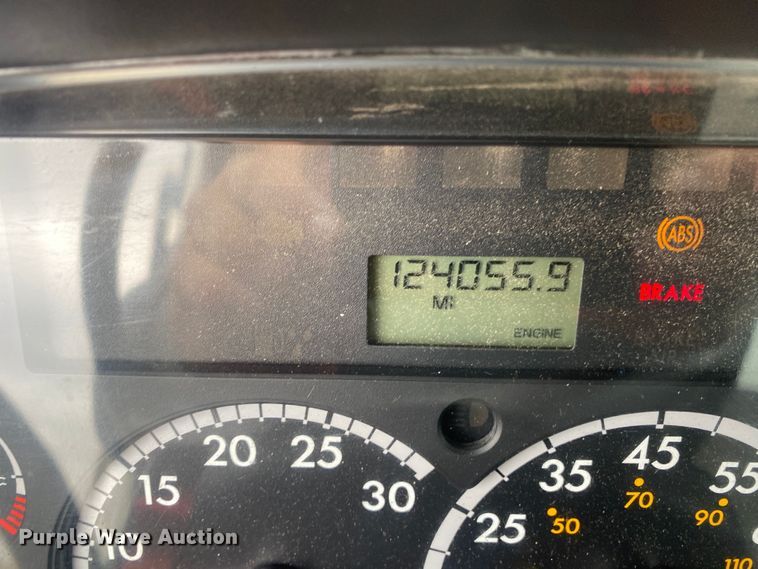 ABS
124055.9
BRAKE
MI
ENGINE
10 15 20 25 30
25 35 45 55
50 70 90 110
Purple Wave Auction